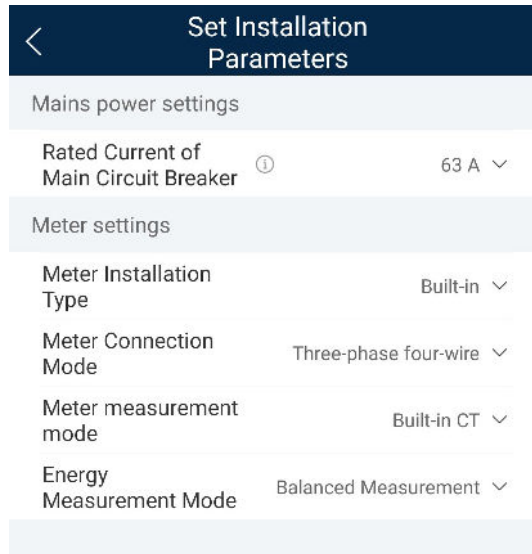 Set Installation
Parameters
Mains power settings
Rated Current of
Main Circuit Breaker
63 A
Meter settings
Meter Installation
Type
Built-in
Meter Connection
Mode
Three-phase four-wire
Meter measurement
mode
Built-in CT
Energy
Measurement Mode
Balanced Measurement